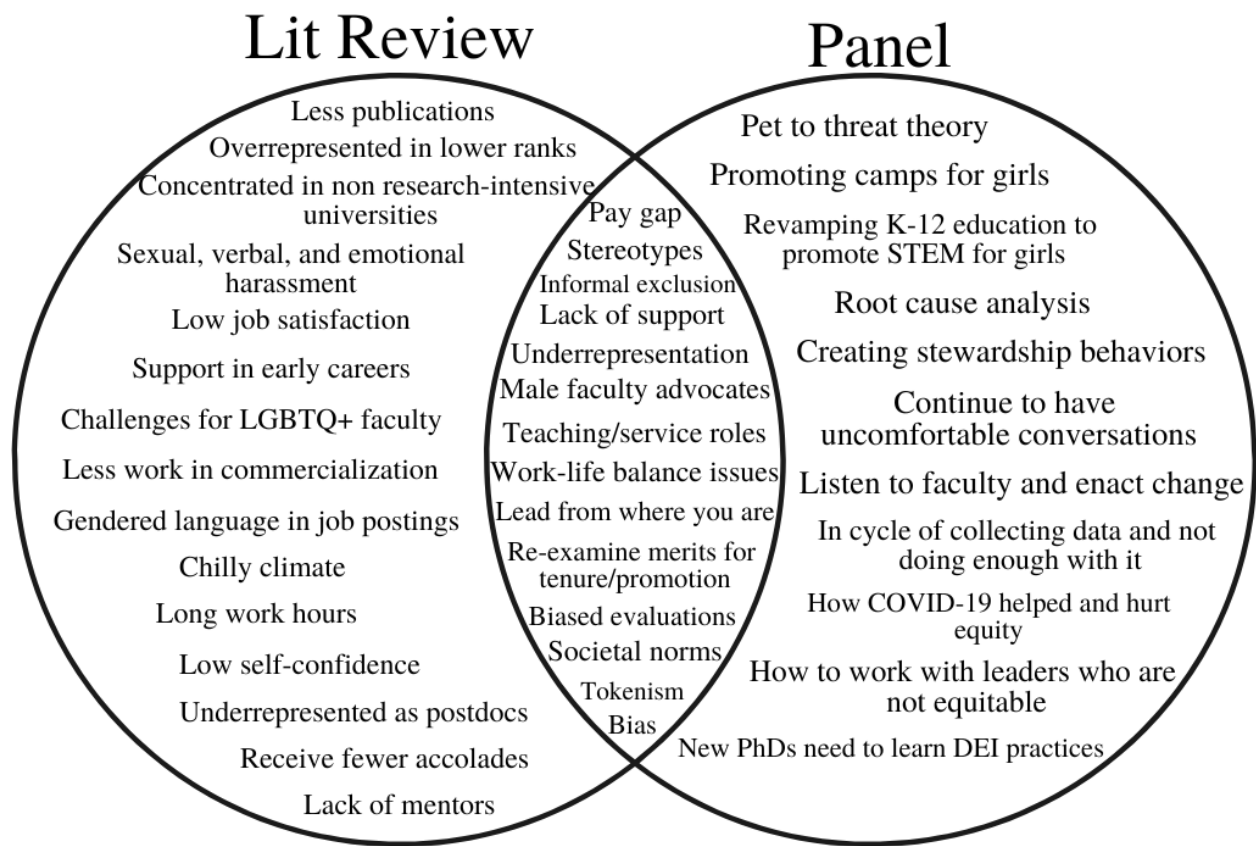 Lit Review
Less publications
Overrepresented in lower ranks
Concentrated in non research-intensive
universities
Sexual, verbal, and emotional
harassment
Low job satisfaction
Support in early careers
Challenges for LGBTQ+ faculty
Less work in commercialization
Gendered language in job postings
Chilly climate
Long work hours
Low self-confidence
Underrepresented as postdocs
Receive fewer accolades
Lack of mentors
Pay gap
Stereotypes
Informal exclusion
Lack of support
Underrepresentation
Male faculty advocates
Teaching/service roles
Work-life balance issues
Lead from where you are
Re-examine merits for
tenure/promotion
Biased evaluations
Societal norms
Tokenism
Bias
Panel
Pet to threat theory
Promoting camps for girls
Revamping K-12 education to
promote STEM for girls
Root cause analysis
Creating stewardship behaviors
Continue to have
uncomfortable conversations
Listen to faculty and enact change
In cycle of collecting data and not
doing enough with it
How COVID-19 helped and hurt
equity
How to work with leaders who are
not equitable
New PhDs need to learn DEI practices